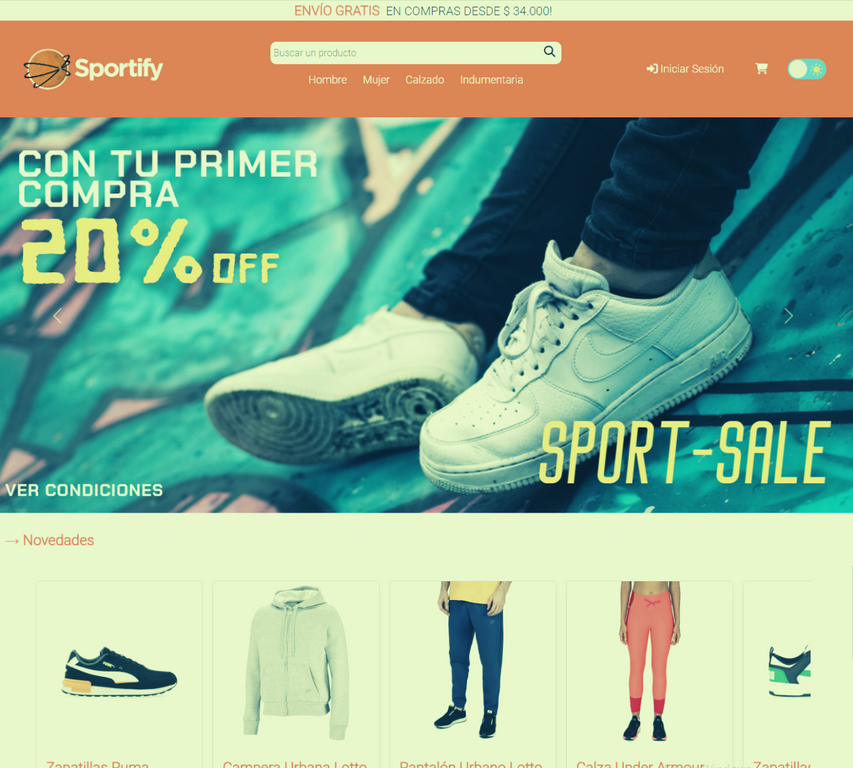 ENVÍO GRATIS EN COMPRAS DESDE $ 34.000!
Sportify
Buscar un producto
Hombre Mujer Calzado Indumentaria
Iniciar Sesión
CON TU PRIMER
COMPRA
20% OFF
SPORT-SALE
VER CONDICIONES
→ Novedades
Zapatillas Puma
Campera Urbana Lotto
Pantalón Urbano Lotto
Calza Under Armour